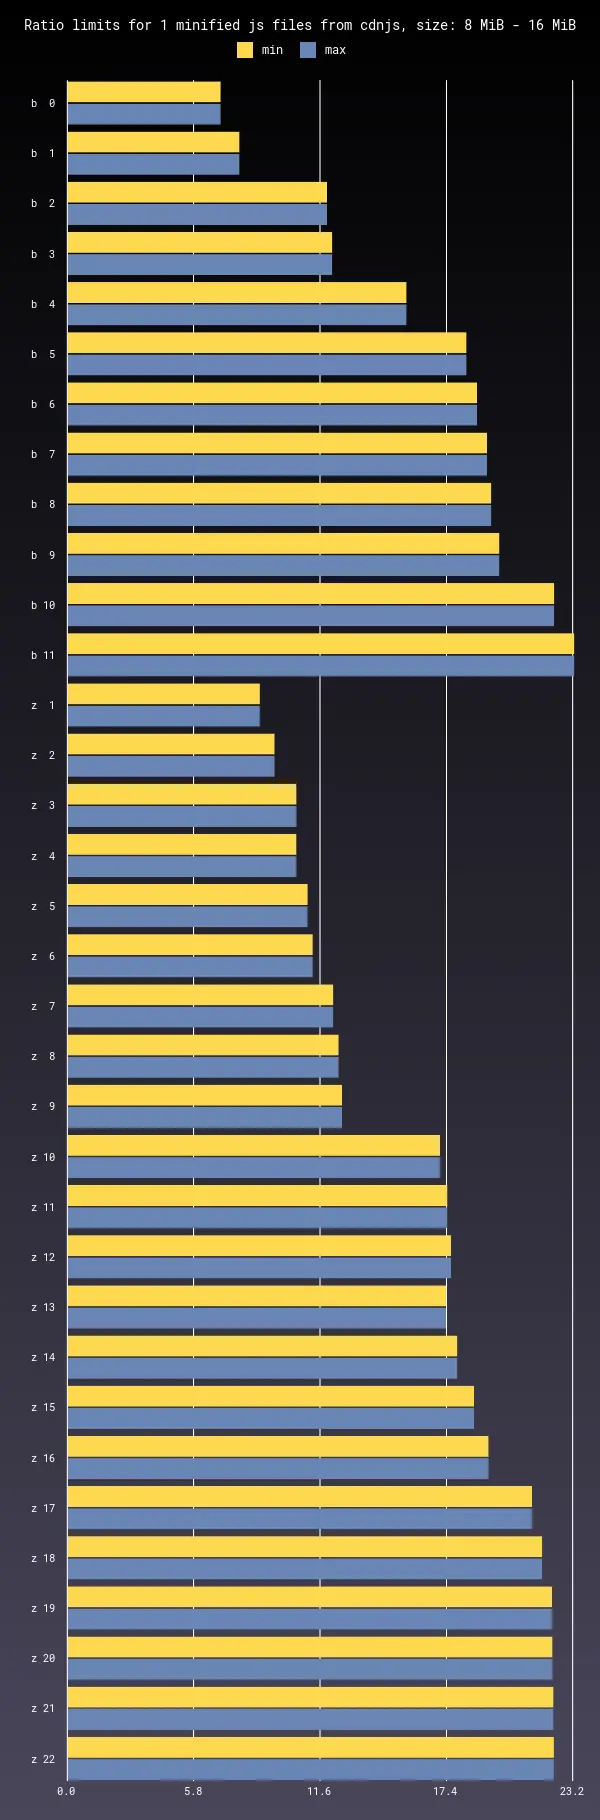 Ratio limits for 1 minified js files from cdnjs, size: 8 MiB - 16 MiB
min max
b 0
b 1
b 2
b 3
b 4
b 5
b 6
b 7
b 8
b 9
b 10
b 11
z 1
z 2
z 3
z 4
z 5
z 6
z 7
z 8
z 9
z 10
z 11
z 12
z 13
z 14
z 15
z 16
z 17
z 18
z 19
z 20
z 21
z 22
0.0 5.8 11.6 17.4 23.2